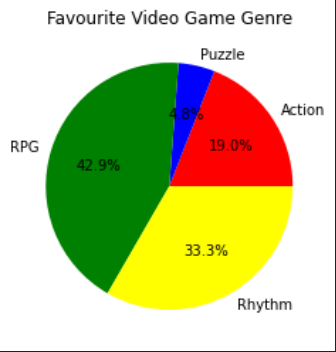 Favourite Video Game Genre
Puzzle
4.8%
Action
19.0%
RPG
42.9%
33.3%
Rhythm